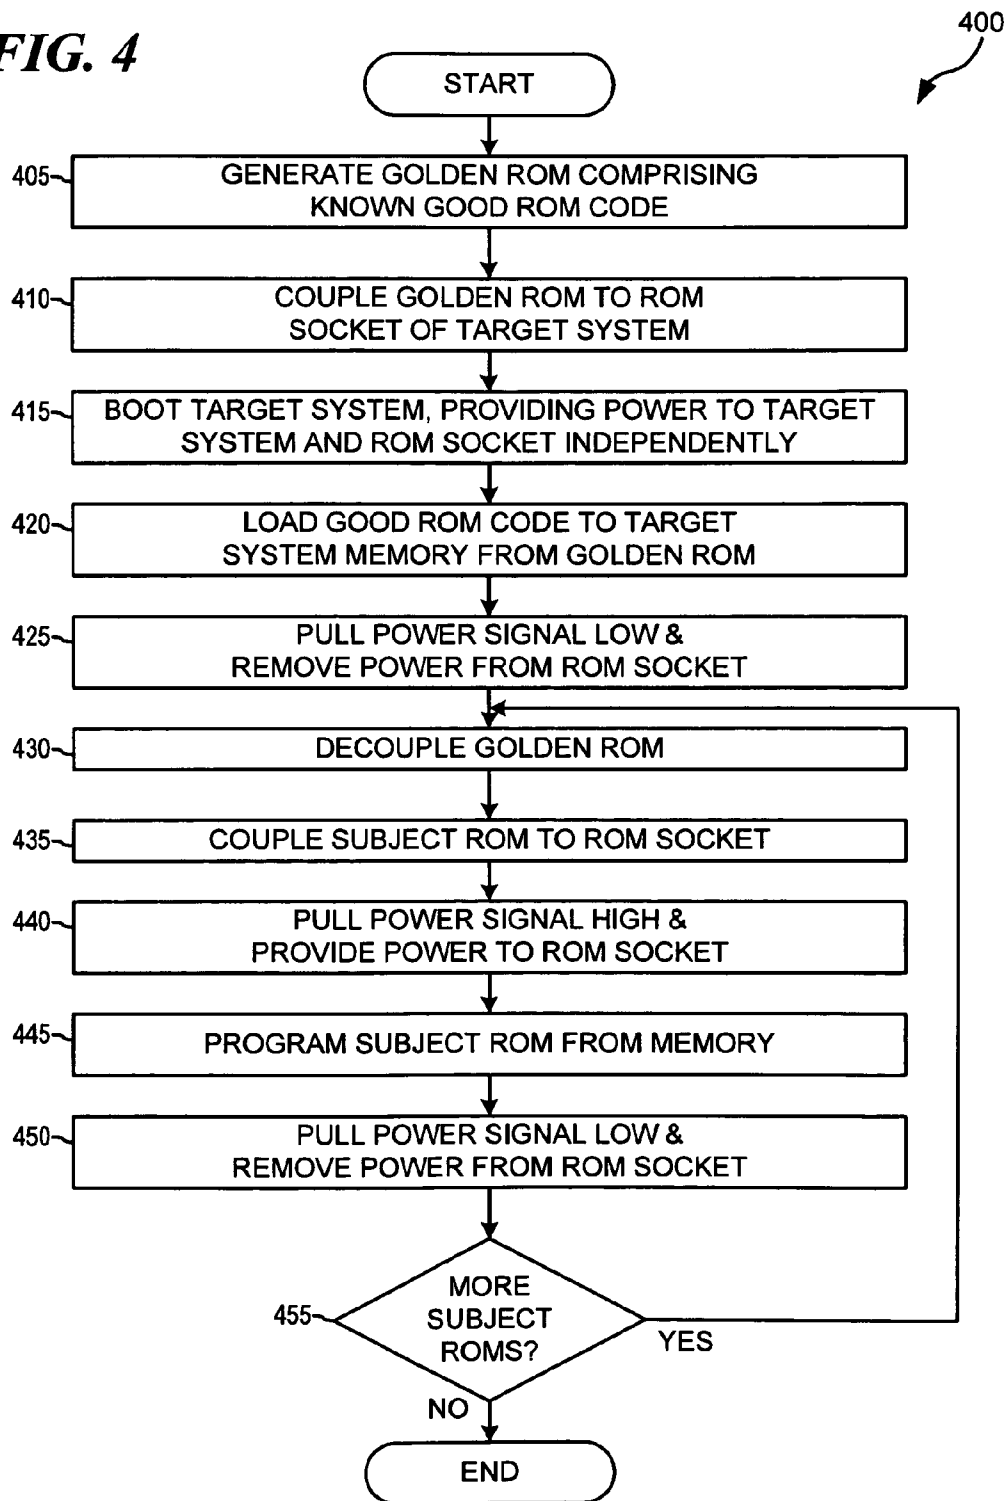 FIG. 4
400
START
405
GENERATE GOLDEN ROM COMPRISING
KNOWN GOOD ROM CODE
410
COUPLE GOLDEN ROM TO ROM
SOCKET OF TARGET SYSTEM
415
BOOT TARGET SYSTEM, PROVIDING POWER TO TARGET
SYSTEM AND ROM SOCKET INDEPENDENTLY
420
LOAD GOOD ROM CODE TO TARGET
SYSTEM MEMORY FROM GOLDEN ROM
425
PULL POWER SIGNAL LOW &
REMOVE POWER FROM ROM SOCKET
430
DECOUPLE GOLDEN ROM
435
COUPLE SUBJECT ROM TO ROM SOCKET
440
PULL POWER SIGNAL HIGH &
PROVIDE POWER TO ROM SOCKET
445
PROGRAM SUBJECT ROM FROM MEMORY
450
PULL POWER SIGNAL LOW &
REMOVE POWER FROM ROM SOCKET
455
MORE
SUBJECT
ROMS?
YES
NO
END